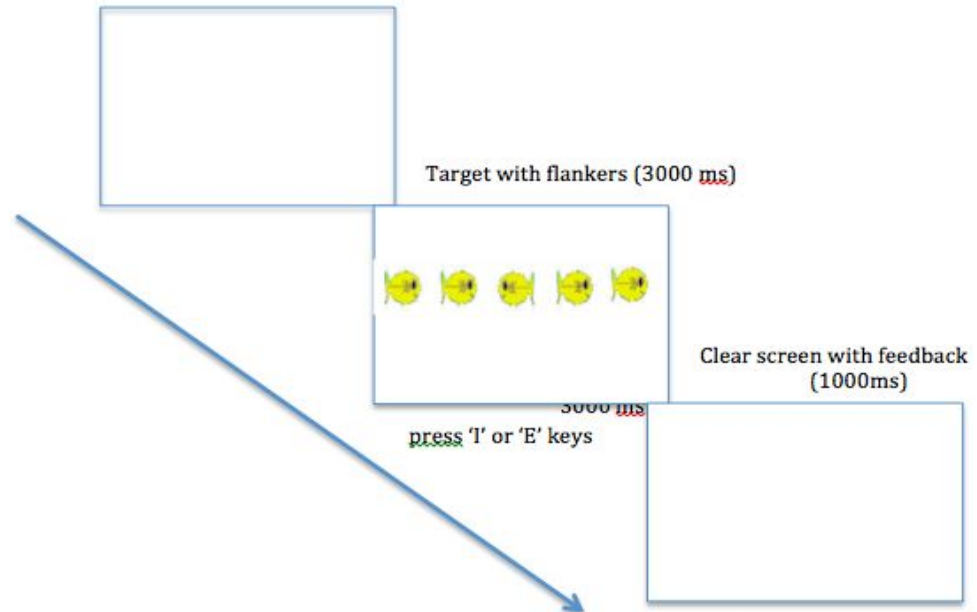 Target with flankers (3000 ms)
Clear screen with feedback
(1000ms)
3000 ms
press 'I' or 'E' keys